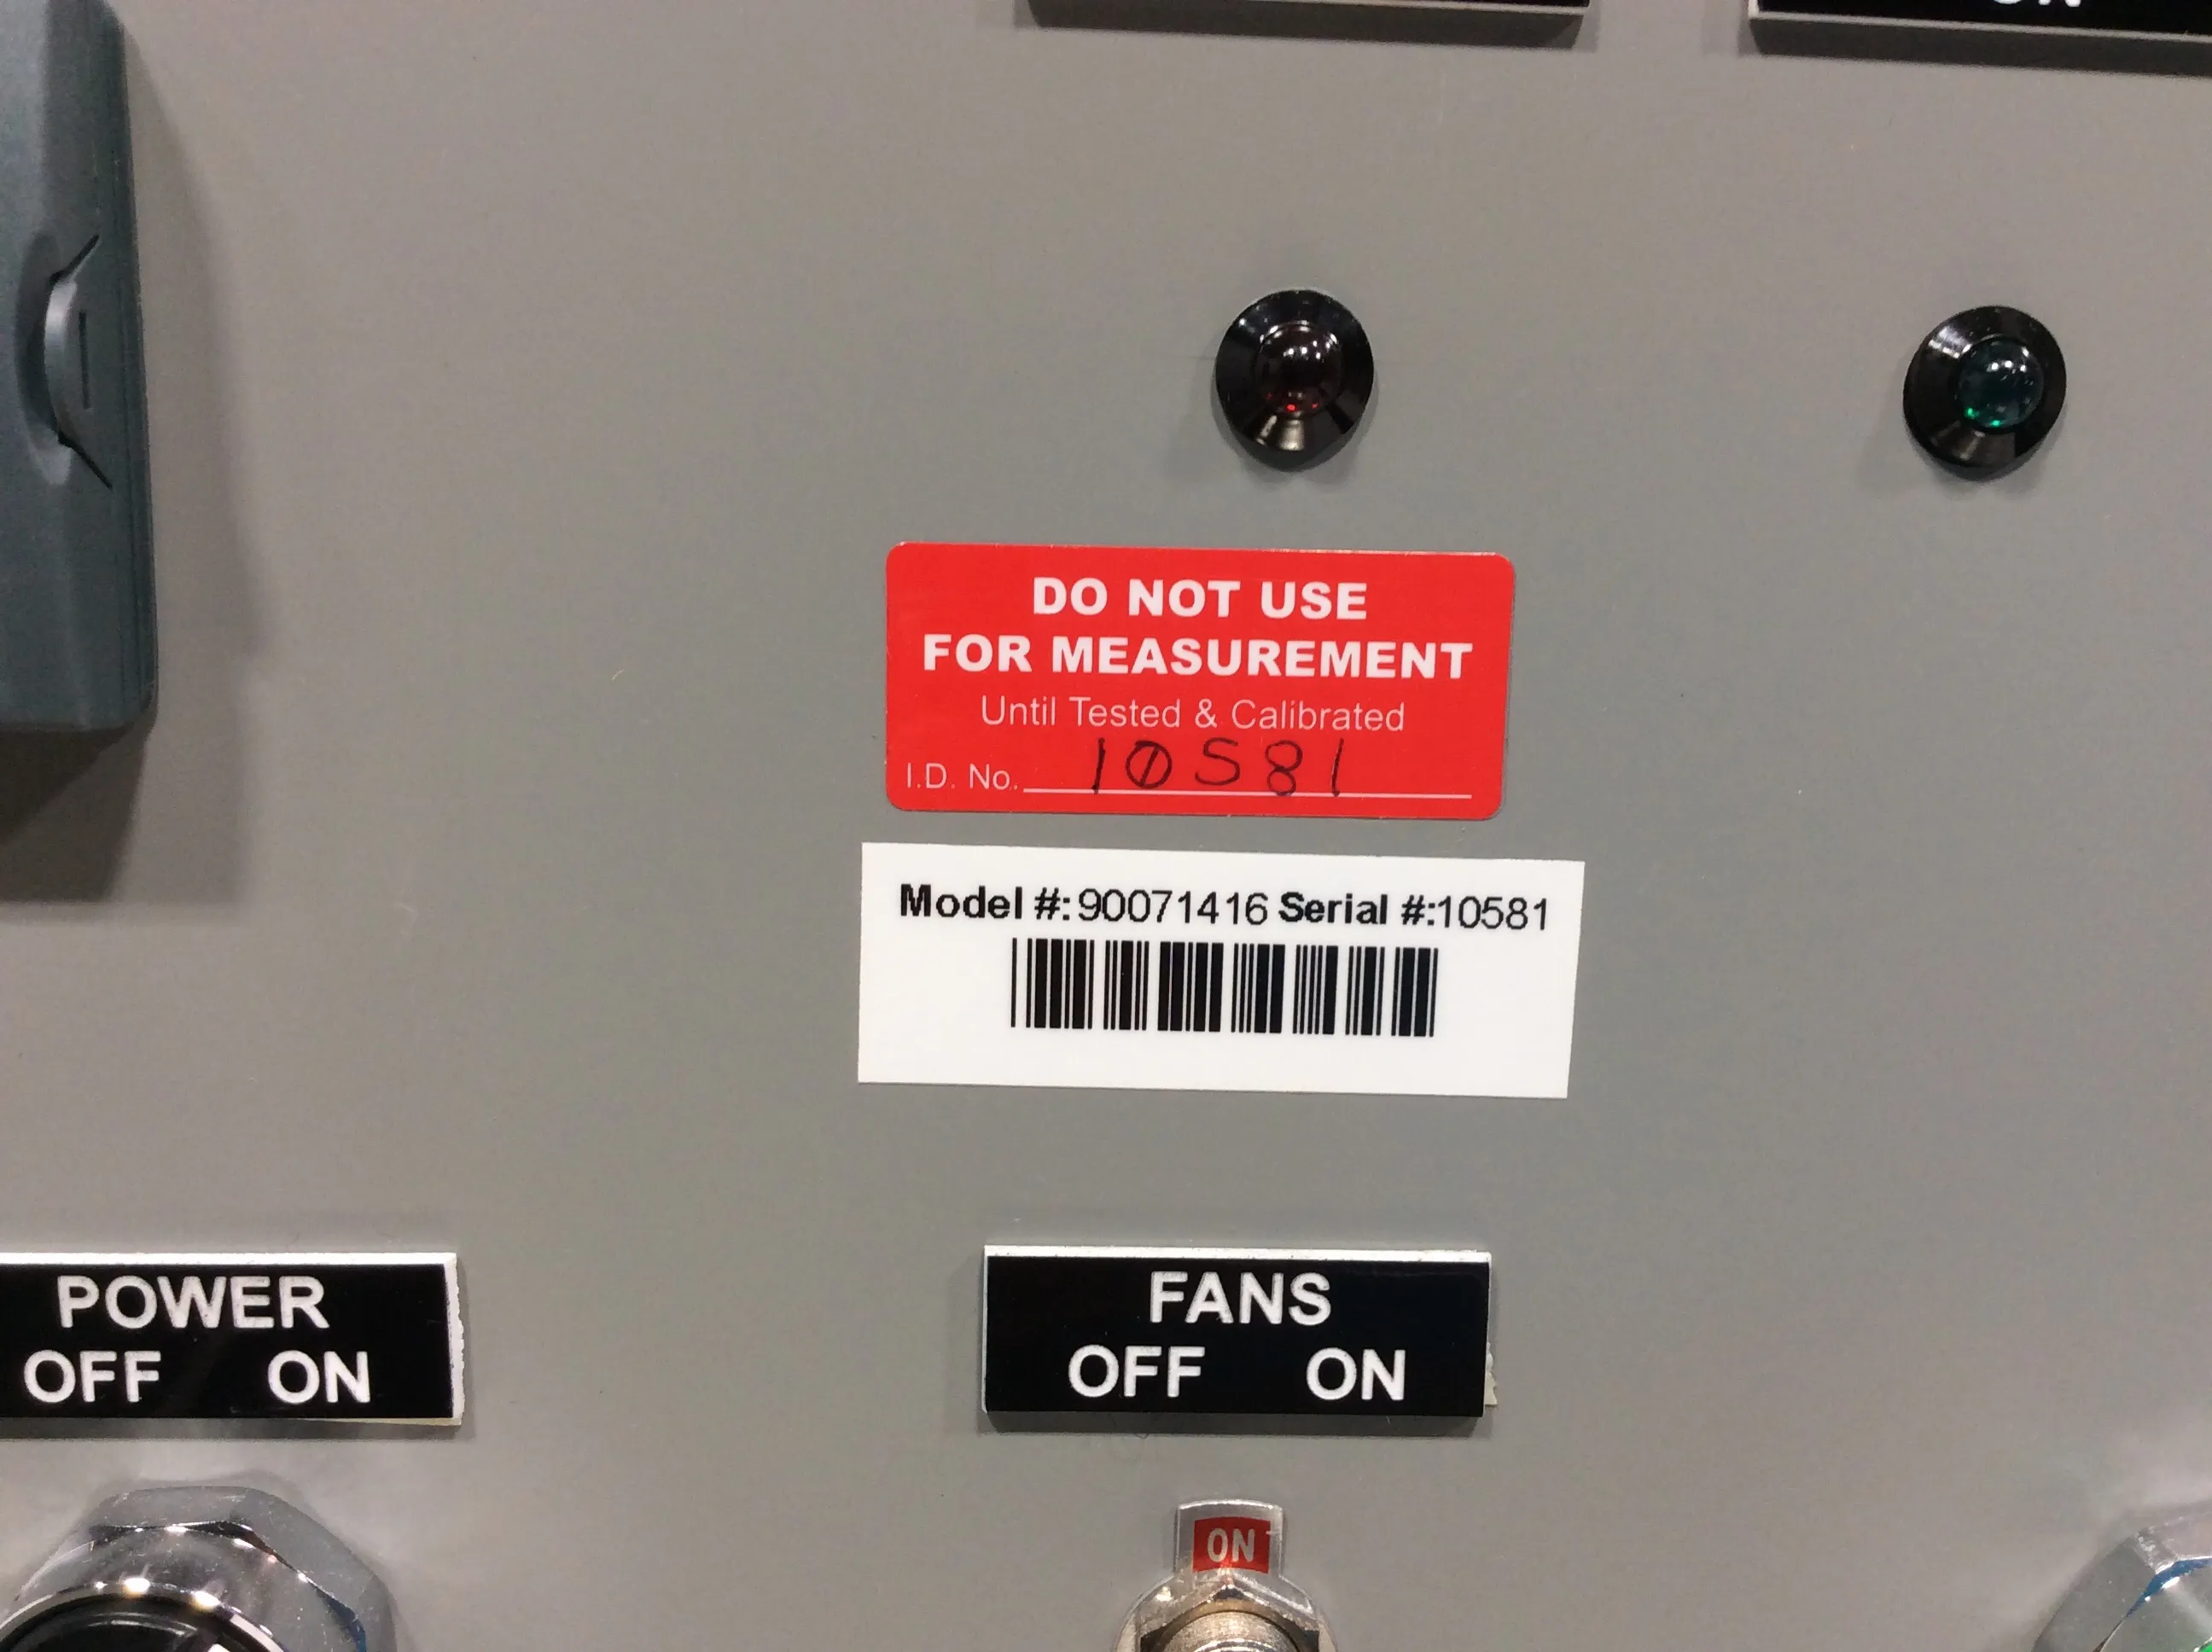 ON
DO NOT USE
FOR MEASUREMENT
Until Tested & Calibrated
I.D. No. 10581
Model #: 90071416 Serial #:10581
POWER
OFF ON
FANS
OFF ON
ON